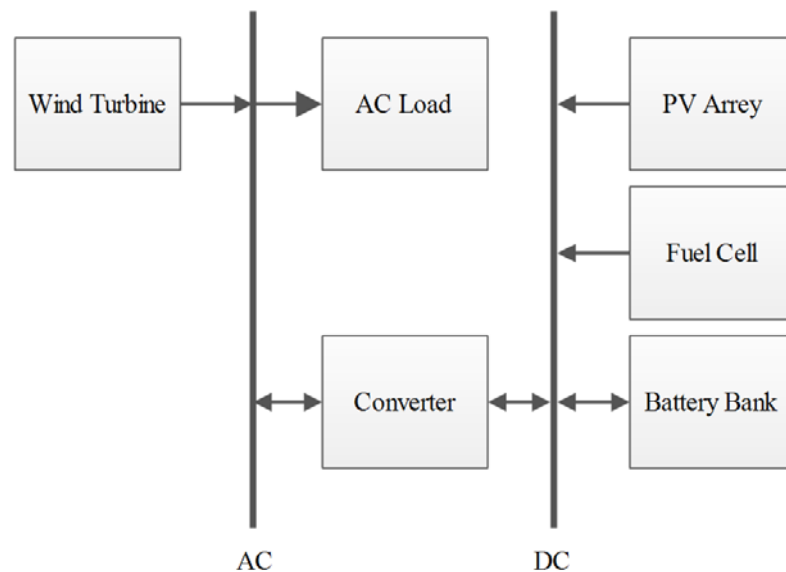 Wind Turbine
AC Load
PV Arrey
Fuel Cell
Converter
Battery Bank
AC
DC